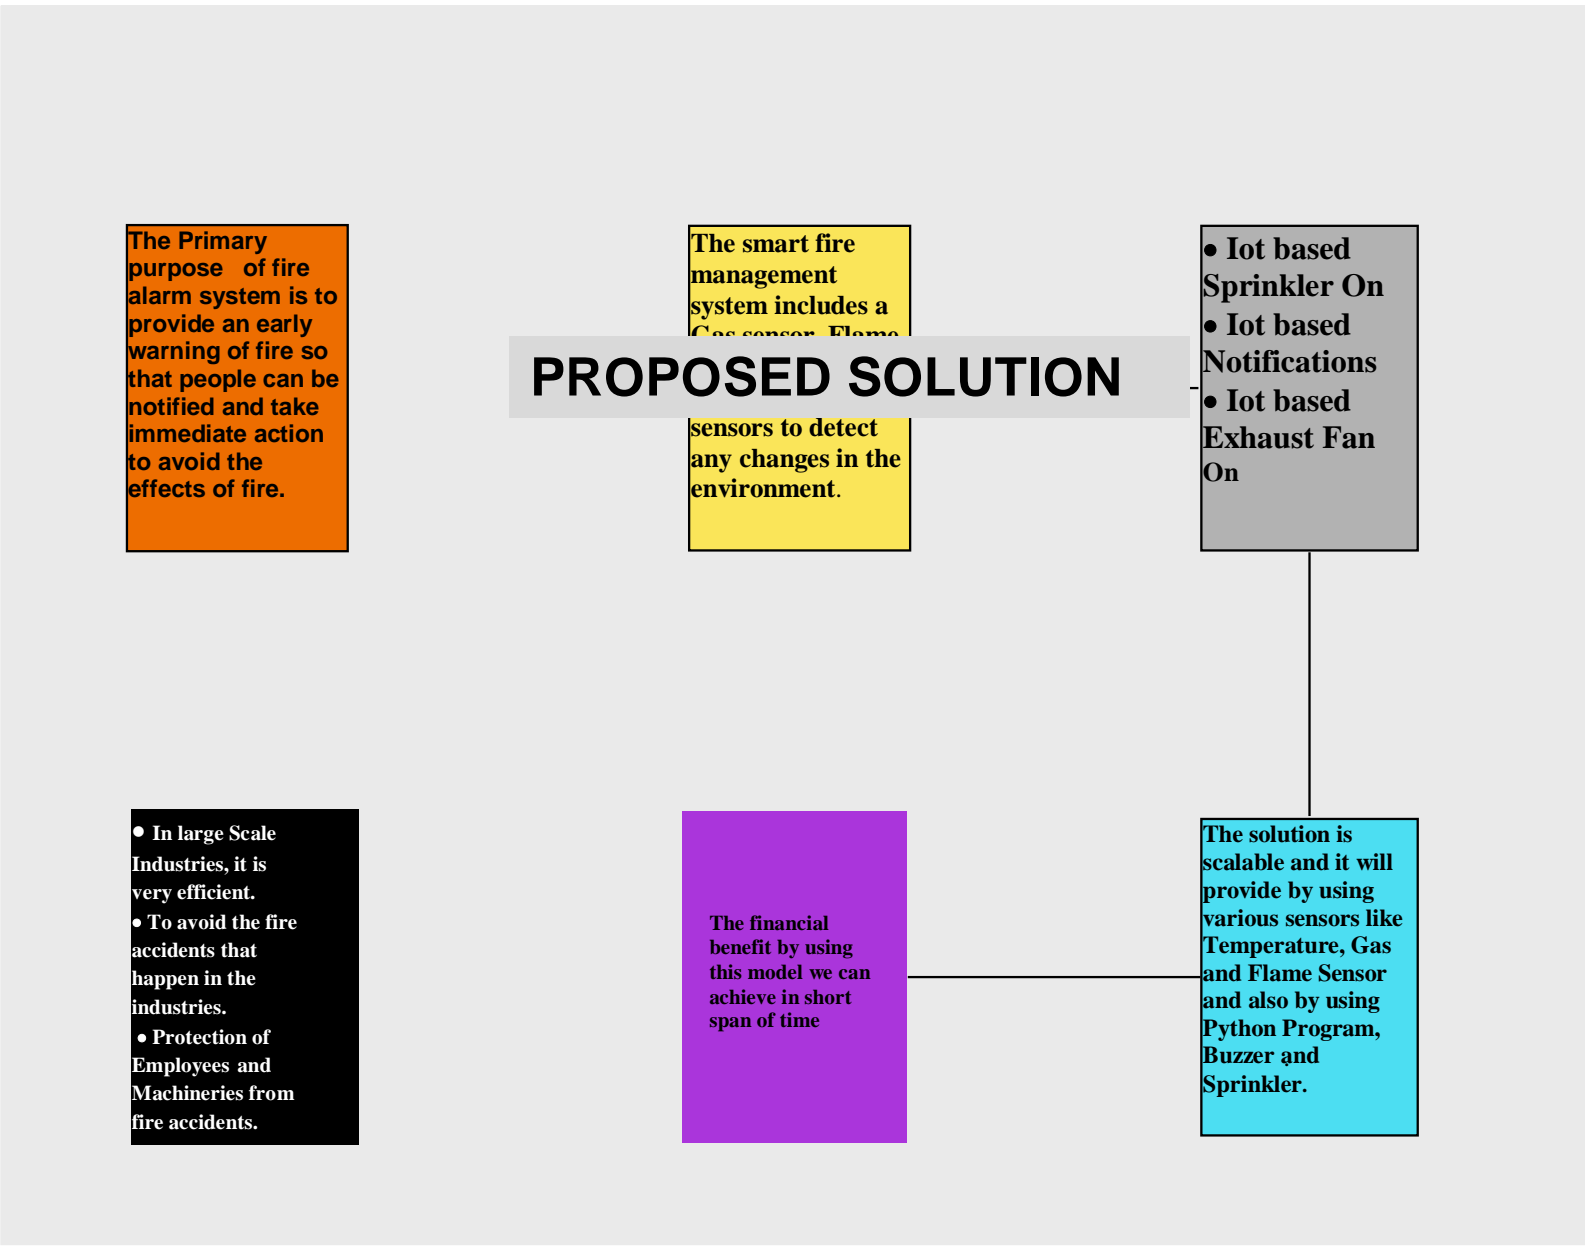 The Primary
purpose of fire
alarm system is to
provide an early
warning of fire so
that people can be
notified and take
immediate action
to avoid the
effects of fire.
The smart fire
management
system includes a
Gas sensor, Flame
PROPOSED SOLUTION
sensors to detect
any changes in the
environment.
• Iot based
Sprinkler On
• Iot based
Notifications
• Iot based
Exhaust Fan
On
• In large Scale
Industries, it is
very efficient.
• To avoid the fire
accidents that
happen in the
industries.
• Protection of
Employees and
Machineries from
fire accidents.
The financial
benefit by using
this model we can
achieve in short
span of time
The solution is
scalable and it will
provide by using
various sensors like
Temperature, Gas
and Flame Sensor
and also by using
Python Program,
Buzzer and
Sprinkler.